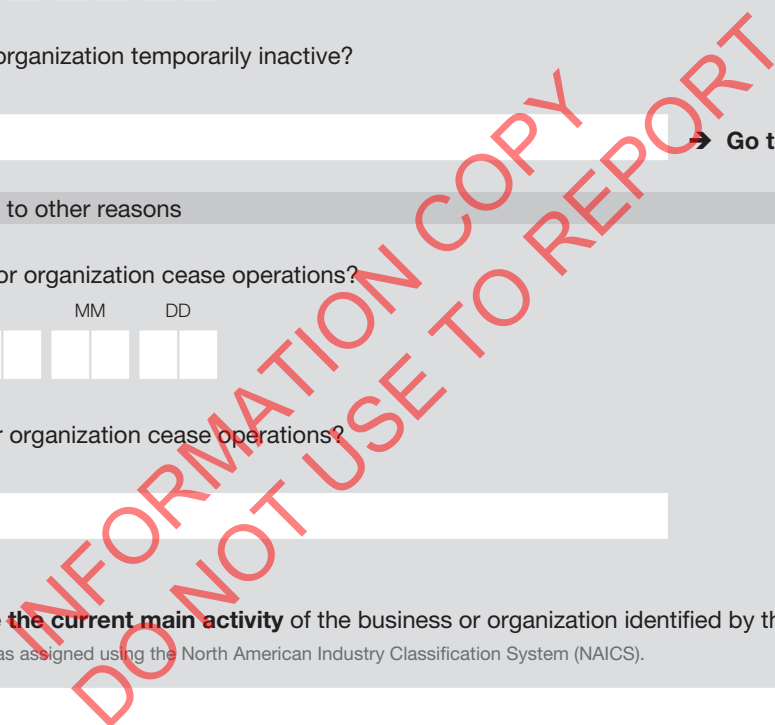 organization temporarily inactive?
➔ Go t
to other reasons
or organization cease operations?
MM DD
r organization cease operations?
e the current main activity of the business or organization identified by th
as assigned using the North American Industry Classification System (NAICS).
INFORMATION COPY
DO NOT USE TO REPORT